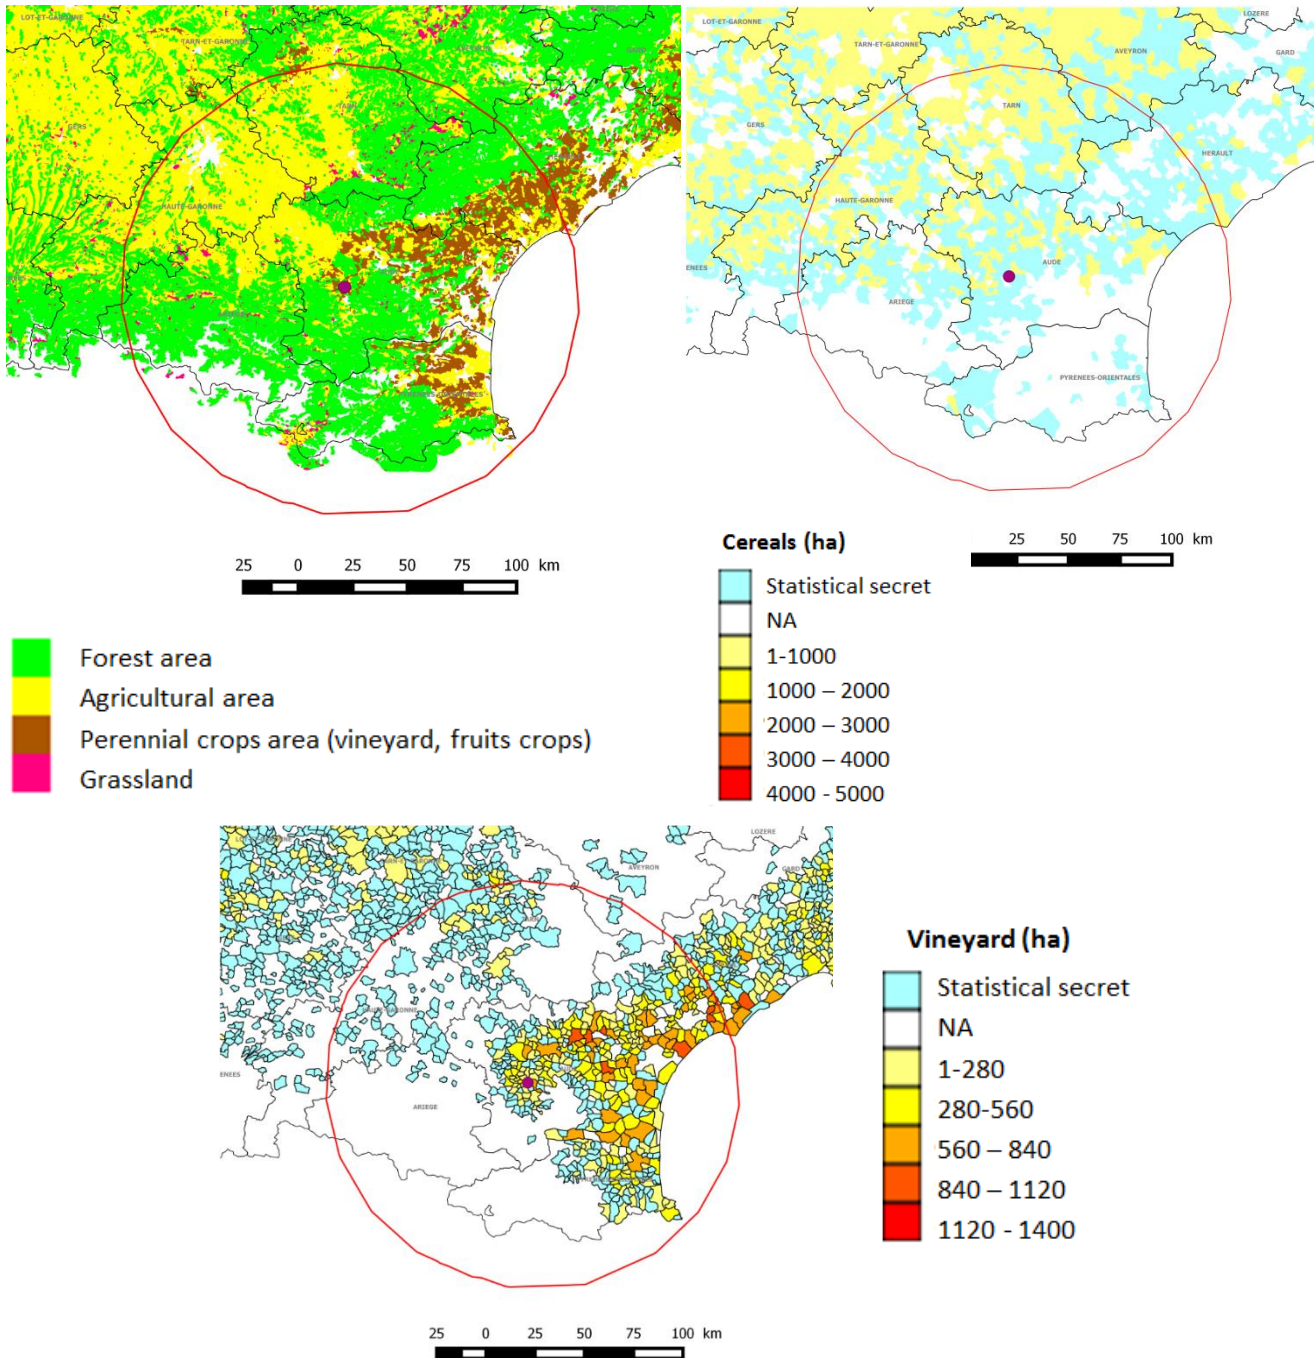 LOT-ET-GARONNE
TARN-ET-GARONNE
GARD
GERS
TARN
HAUTE-GARONNE
LOT-ET-GARONNE
LOZERE
TARN-ET-GARONNE
AVEYRON
GARD
GERS
TARN
HERAULT
HAUTE-GARONNE
ENEES
AUDE
ARIEGE
PYRENEES-ORIENTALES
25 0 25 50 75 100 km
25 50 75 100 km
Forest area
Agricultural area
Perennial crops area (vineyard, fruits crops)
Grassland
Cereals (ha)
Statistical secret
NA
1-1000
1000 – 2000
2000 – 3000
3000 – 4000
4000 - 5000
LOZERE
AVEYRON
GARD
ENEES
ARIEGE
25 0 25 50 75 100 km
Vineyard (ha)
Statistical secret
NA
1-280
280-560
560 – 840
840 – 1120
1120 - 1400